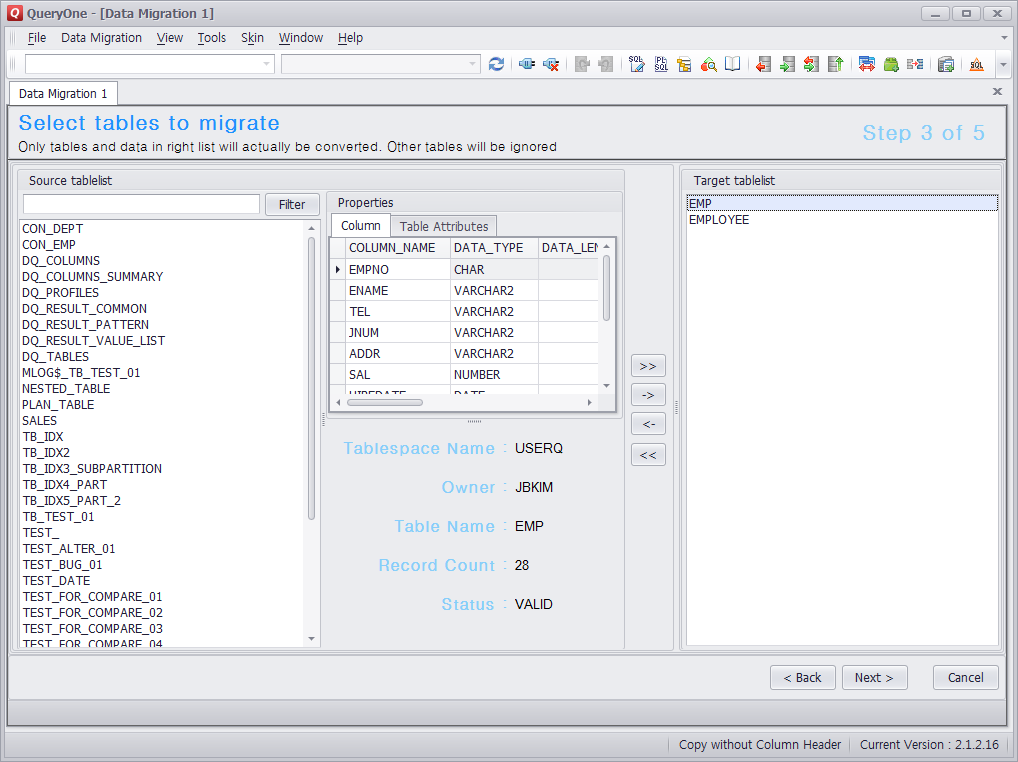 QueryOne - [Data Migration 1]
File Data Migration View Tools Skin Window Help
SQL PL SQL SQL
Data Migration 1
Select tables to migrate
Only tables and data in right list will actually be converted. Other tables will be ignored
Step 3 of 5
Source tablelist
Filter
CON_DEPT
CON_EMP
DQ_COLUMNS
DQ_COLUMNS_SUMMARY
DQ_PROFILES
DQ_RESULT_COMMON
DQ_RESULT_PATTERN
DQ_RESULT_VALUE_LIST
DQ_TABLES
MLOG$_TB_TEST_01
NESTED_TABLE
PLAN_TABLE
SALES
TB_IDX
TB_IDX2
TB_IDX3_SUBPARTITION
TB_IDX4_PART
TB_IDX5_PART_2
TB_TEST_01
TEST_
TEST_ALTER_01
TEST_BUG_01
TEST_DATE
TEST_FOR_COMPARE_01
TEST_FOR_COMPARE_02
TEST_FOR_COMPARE_03
TEST_FOR_COMPARE_04
Properties
Column Table Attributes
COLUMN_NAME DATA_TYPE DATA_LEN
EMPNO CHAR
ENAME VARCHAR2
TEL VARCHAR2
JNUM VARCHAR2
ADDR VARCHAR2
SAL NUMBER
HIREDATE DATE
Tablespace Name : USERQ
Owner : JBKIM
Table Name : EMP
Record Count : 28
Status : VALID
>>
->
<-
<<
Target tablelist
EMP
EMPLOYEE
< Back Next > Cancel
Copy without Column Header Current Version : 2.1.2.16